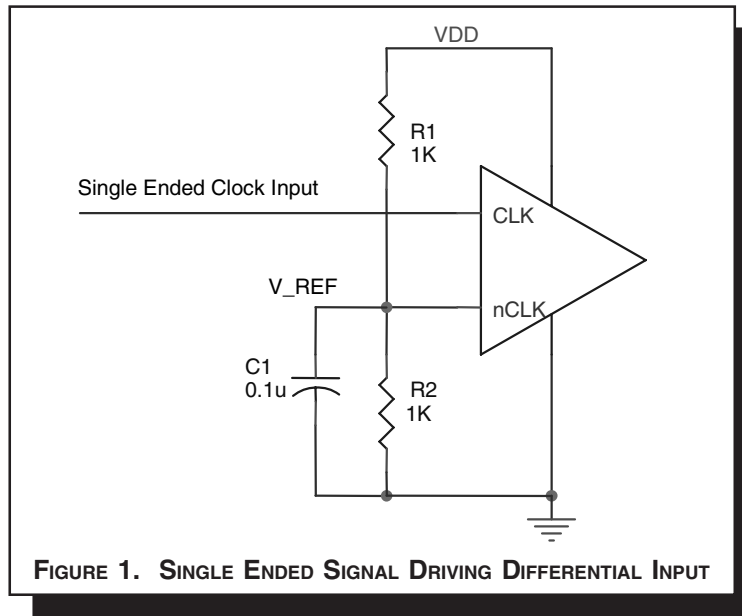 VDD
R1
1K
Single Ended Clock Input
CLK
V_REF
nCLK
C1
0.1u
R2
1K
FIGURE 1. SINGLE ENDED SIGNAL DRIVING DIFFERENTIAL INPUT